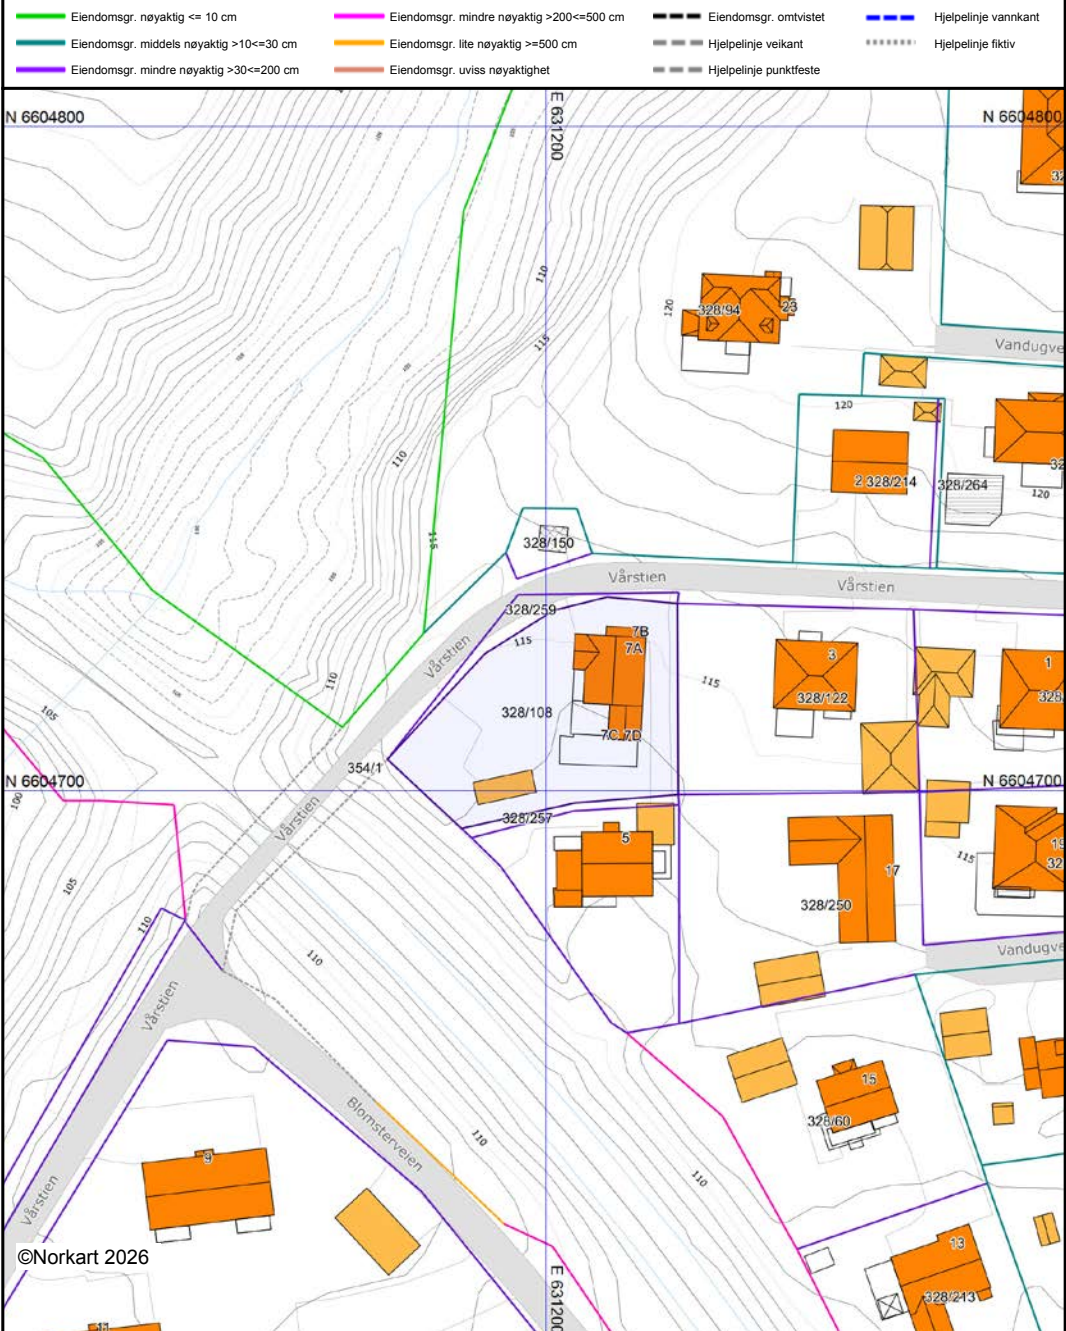 Eiendomsgr. nøyaktig <= 10 cm
Eiendomsgr. mindre nøyaktig >200<=500 cm
Eiendomsgr. omtvistet
Hjelpelinje vannkant
Eiendomsgr. middels nøyaktig >10<=30 cm
Eiendomsgr. lite nøyaktig >=500 cm
Hjelpelinje veikant
Hjelpelinje fiktiv
Eiendomsgr. mindre nøyaktig >30<=200 cm
Eiendomsgr. uviss nøyaktighet
Hjelpelinje punktfeste
N 6604800
E 631200
N 6604800
110
120
328/94
23
115
Vandugve
120
110
2 328/214
328/264
120
115
328/150
Vårstien
Vårstien
328/259
115
7B
7A
Vårstien
3
1
110
115
328/122
328
105
328/108
7C 7D
354/1
N 6604700
N 6604700
100
Vårstien
328/257
5
115
17
105
328/250
110
110
Vandugve
Vårstien
15
328/60
Blomsterveien
110
9
110
Vårstien
13
©Norkart 2026
E 631200
328/213